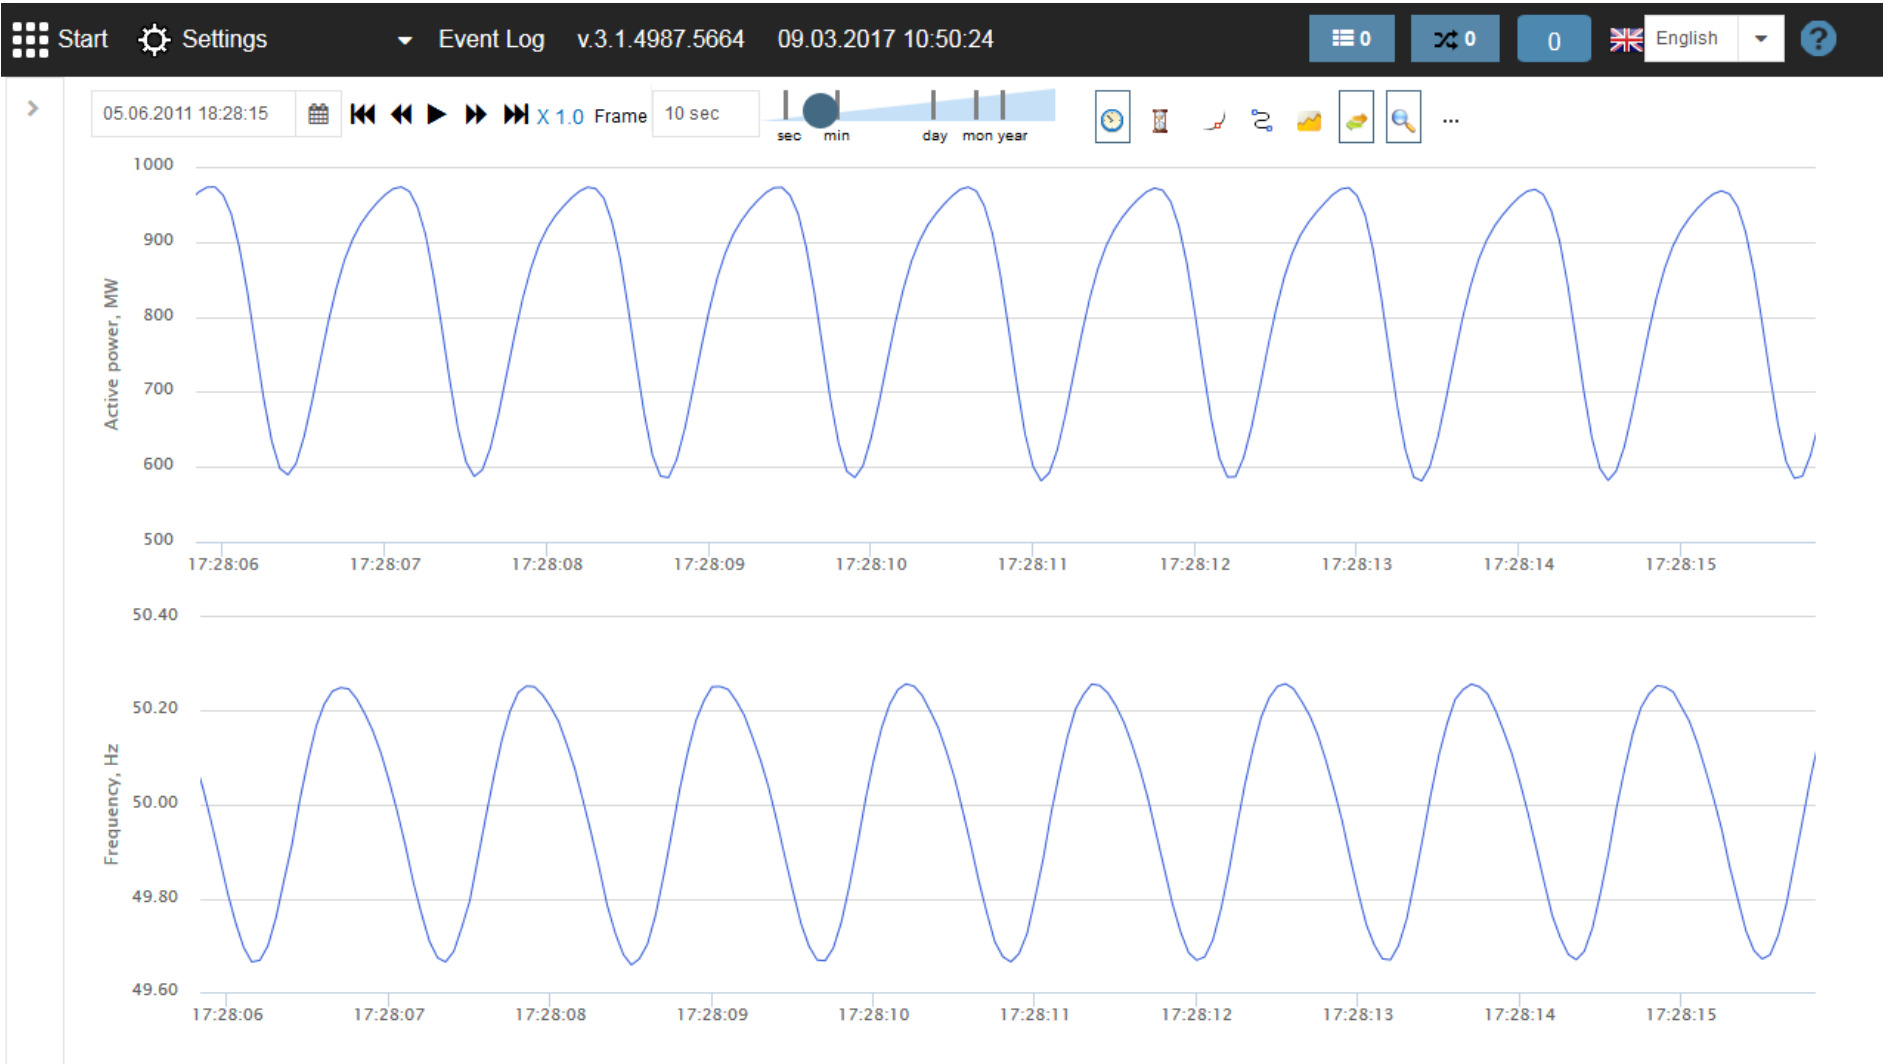 Start Settings Event Log v.3.1.4987.5664 09.03.2017 10:50:24 0 0 0 English ?
05.06.2011 18:28:15 X 1.0 Frame 10 sec sec min day mon year ...
Active power, MW
1000
900
800
700
600
500
17:28:06 17:28:07 17:28:08 17:28:09 17:28:10 17:28:11 17:28:12 17:28:13 17:28:14 17:28:15
Frequency, Hz
50.40
50.20
50.00
49.80
49.60
17:28:06 17:28:07 17:28:08 17:28:09 17:28:10 17:28:11 17:28:12 17:28:13 17:28:14 17:28:15